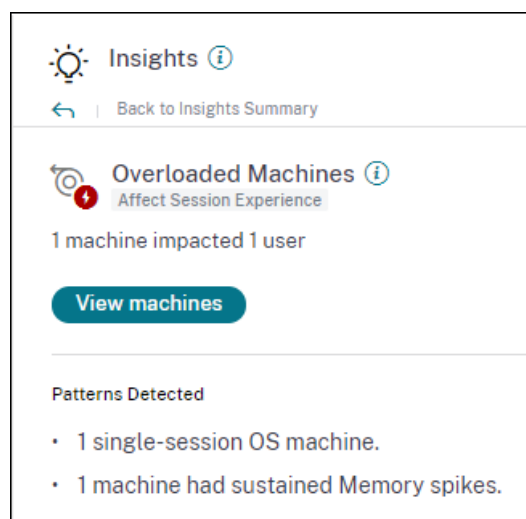 Insights
Back to Insights Summary
Overloaded Machines
Affect Session Experience
1 machine impacted 1 user
View machines
Patterns Detected
• 1 single-session OS machine.
• 1 machine had sustained Memory spikes.